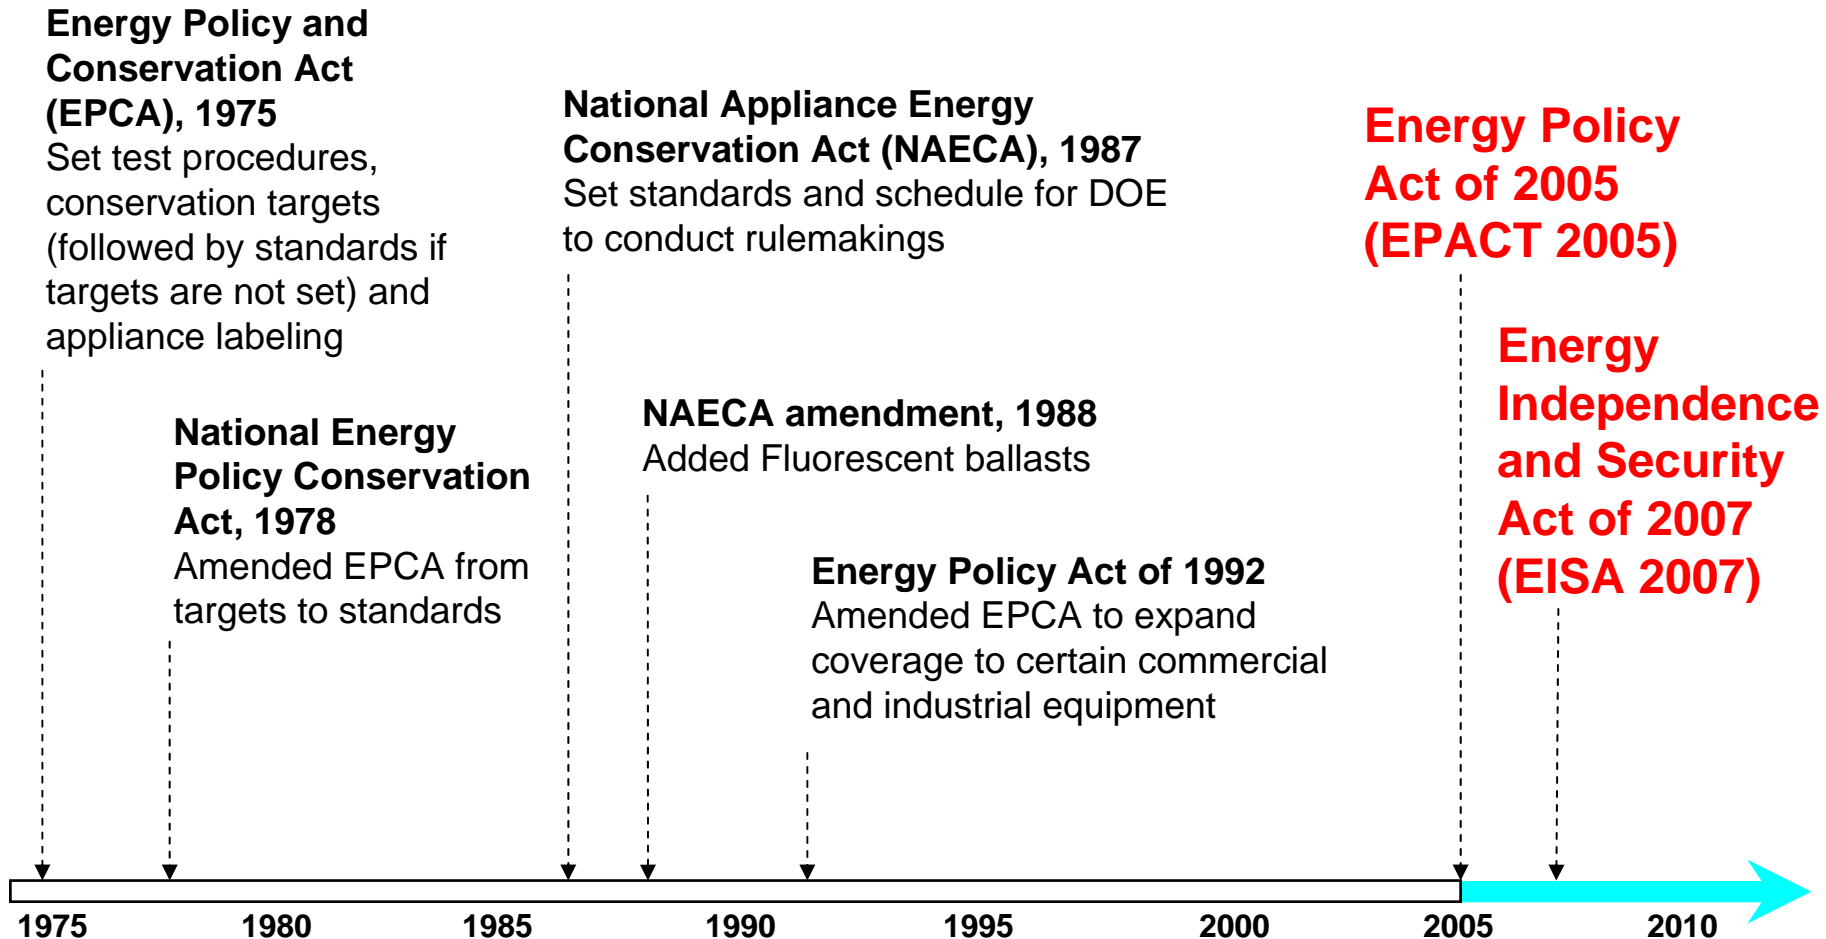 Energy Policy and
Conservation Act
(EPCA), 1975
Set test procedures,
conservation targets
(followed by standards if
targets are not set) and
appliance labeling
National Energy
Policy Conservation
Act, 1978
Amended EPCA from
targets to standards
National Appliance Energy
Conservation Act (NAECA), 1987
Set standards and schedule for DOE
to conduct rulemakings
NAECA amendment, 1988
Added Fluorescent ballasts
Energy Policy Act of 1992
Amended EPCA to expand
coverage to certain commercial
and industrial equipment
Energy Policy
Act of 2005
(EPACT 2005)
Energy
Independence
and Security
Act of 2007
(EISA 2007)
1975 1980 1985 1990 1995 2000 2005 2010